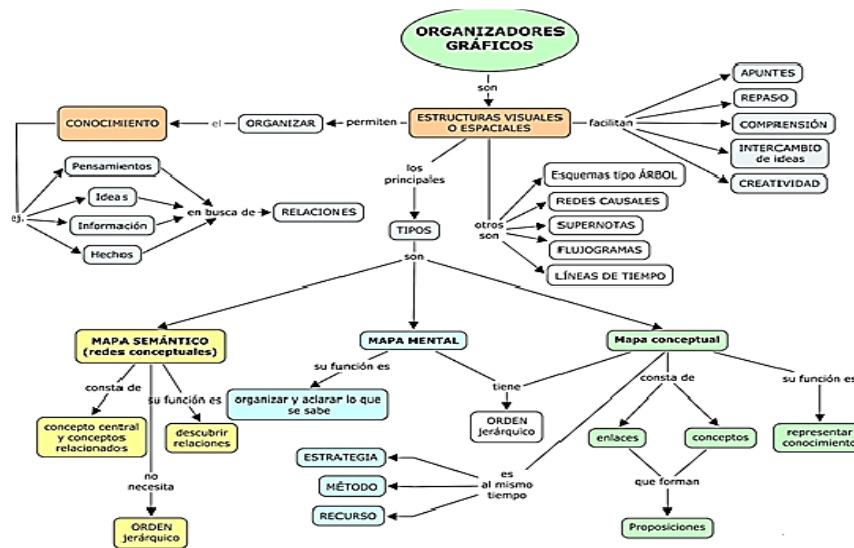 ORGANIZADORES
GRÁFICOS
son
ESTRUCTURAS VISUALES
O ESPACIALES
permiten
ORGANIZAR
el
CONOCIMIENTO
ej.
Pensamientos
Ideas
Información
Hechos
en busca de
RELACIONES
facilitan
APUNTES
REPASO
COMPRENSIÓN
INTERCAMBIO
de ideas
CREATIVIDAD
los
principales
TIPOS
son
otros
son
Esquemas tipo ÁRBOL
REDES CAUSALES
SUPERNOTAS
FLUJOGRAMAS
LÍNEAS DE TIEMPO
MAPA SEMÁNTICO
(redes conceptuales)
consta de
concepto central
y conceptos
relacionados
su función es
descubrir
relaciones
no
necesita
ORDEN
jerárquico
MAPA MENTAL
su función es
organizar y aclarar lo que
se sabe
tiene
ORDEN
jerárquico
Mapa conceptual
consta de
enlaces
conceptos
que forman
Proposiciones
su función es
representar
conocimiento
es
al mismo
tiempo
ESTRATEGIA
MÉTODO
RECURSO